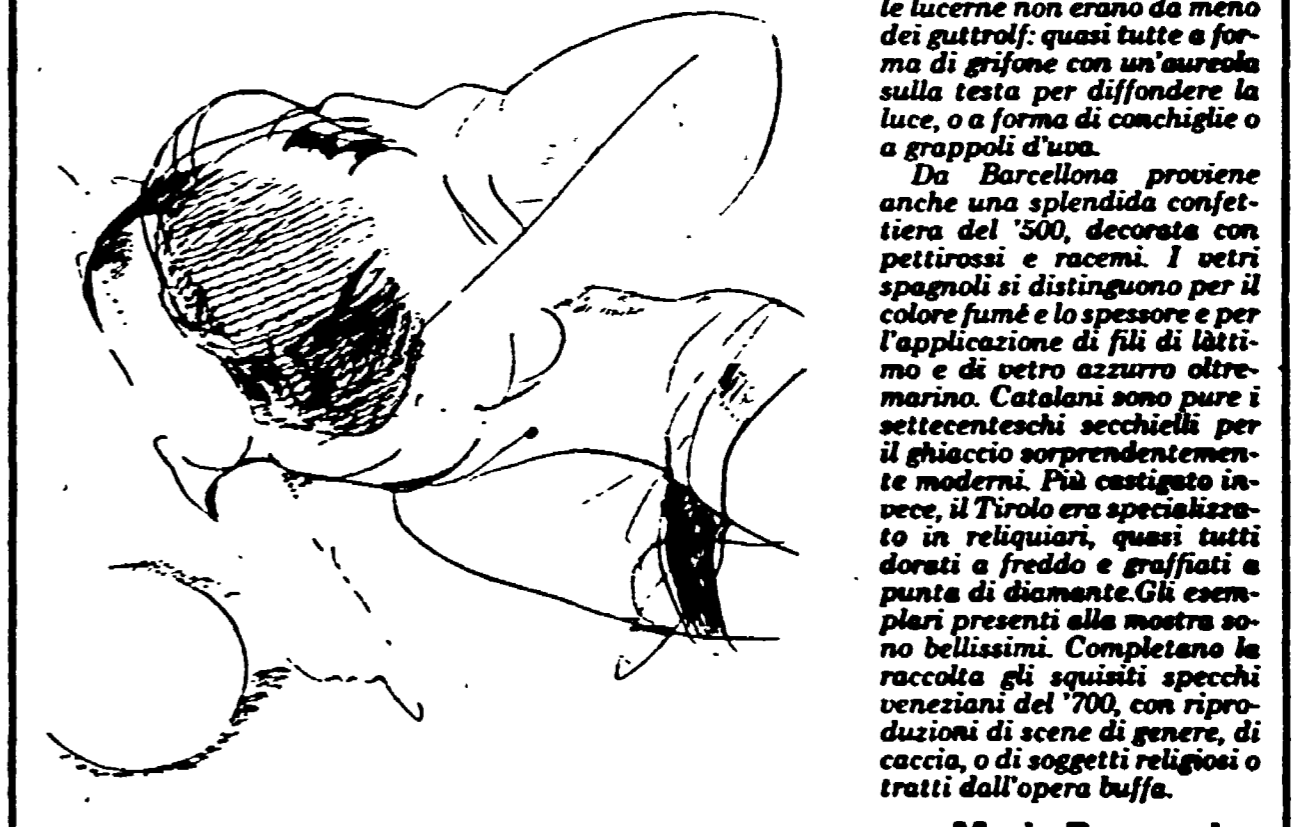 le lucerne non erano da meno
dei guttrolf: quasi tutte a for-
ma di grifone con un'aureola
sulla testa per diffondere la
luce, o a forma di conchiglie o
a grappoli d'uva.
Da Barcellona proviene
anche una splendida confet-
tiera del '500, decorata con
pettirossi e racemi. I vetri
spagnoli si distinguono per il
colore fumé e lo spessore e per
l'applicazione di fili di làtti-
mo e di vetro azzurro oltre-
marino. Catalani sono pure i
settecenteschi secchielli per
il ghiaccio sorprendentemen-
te moderni. Più castigato in-
vece, il Tirolo era specializza-
to in reliquiari, quasi tutti
dorati a freddo e graffiati a
punta di diamante.Gli esem-
plari presenti alla mostra so-
no bellissimi. Completano la
raccolta gli squisiti specchi
veneziani del '700, con ripro-
duzioni di scene di genere, di
caccia, o di soggetti religiosi o
tratti dall'opera buffa.